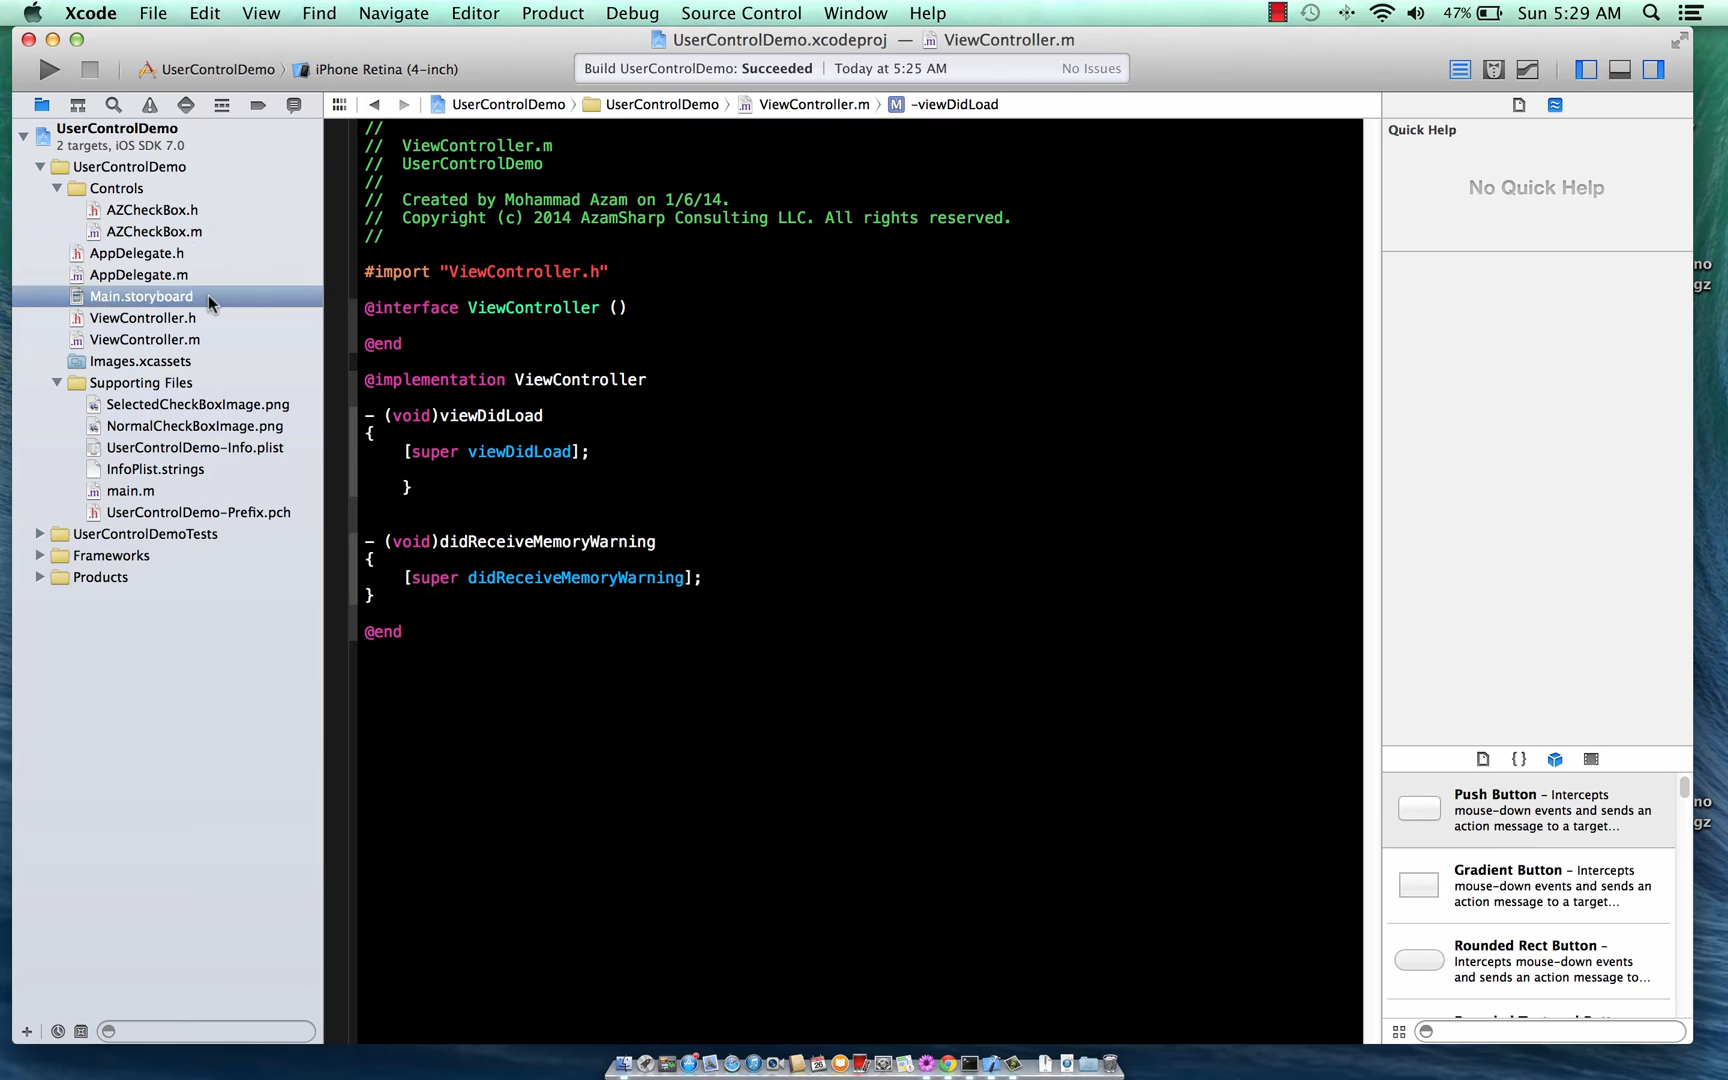 Xcode File Edit View Find Navigate Editor Product Debug Source Control Window Help 47% Sun 5:29 AM
UserControlDemo.xcodeproj — ViewController.m
UserControlDemo iPhone Retina (4-inch)
Build UserControlDemo: Succeeded Today at 5:25 AM No Issues
UserControlDemo UserControlDemo ViewController.m M -viewDidLoad
UserControlDemo
2 targets, iOS SDK 7.0
UserControlDemo
Controls
AZCheckBox.h
AZCheckBox.m
AppDelegate.h
AppDelegate.m
Main.storyboard
ViewController.h
ViewController.m
Images.xcassets
Supporting Files
SelectedCheckBoxImage.png
NormalCheckBoxImage.png
UserControlDemo-Info.plist
InfoPlist.strings
main.m
UserControlDemo-Prefix.pch
UserControlDemoTests
Frameworks
Products
//
// ViewController.m
// UserControlDemo
//
// Created by Mohammad Azam on 1/6/14.
// Copyright (c) 2014 AzamSharp Consulting LLC. All rights reserved.
//
#import "ViewController.h"
@interface ViewController ()
@end
@implementation ViewController
- (void)viewDidLoad
{
[super viewDidLoad];
}
- (void)didReceiveMemoryWarning
{
[super didReceiveMemoryWarning];
}
@end
Quick Help
No Quick Help
Push Button – Intercepts
mouse-down events and sends an
action message to a target...
Gradient Button – Intercepts
mouse-down events and sends an
action message to a target...
Rounded Rect Button –
Intercepts mouse-down events
and sends an action message to...
no
gz
no
gz